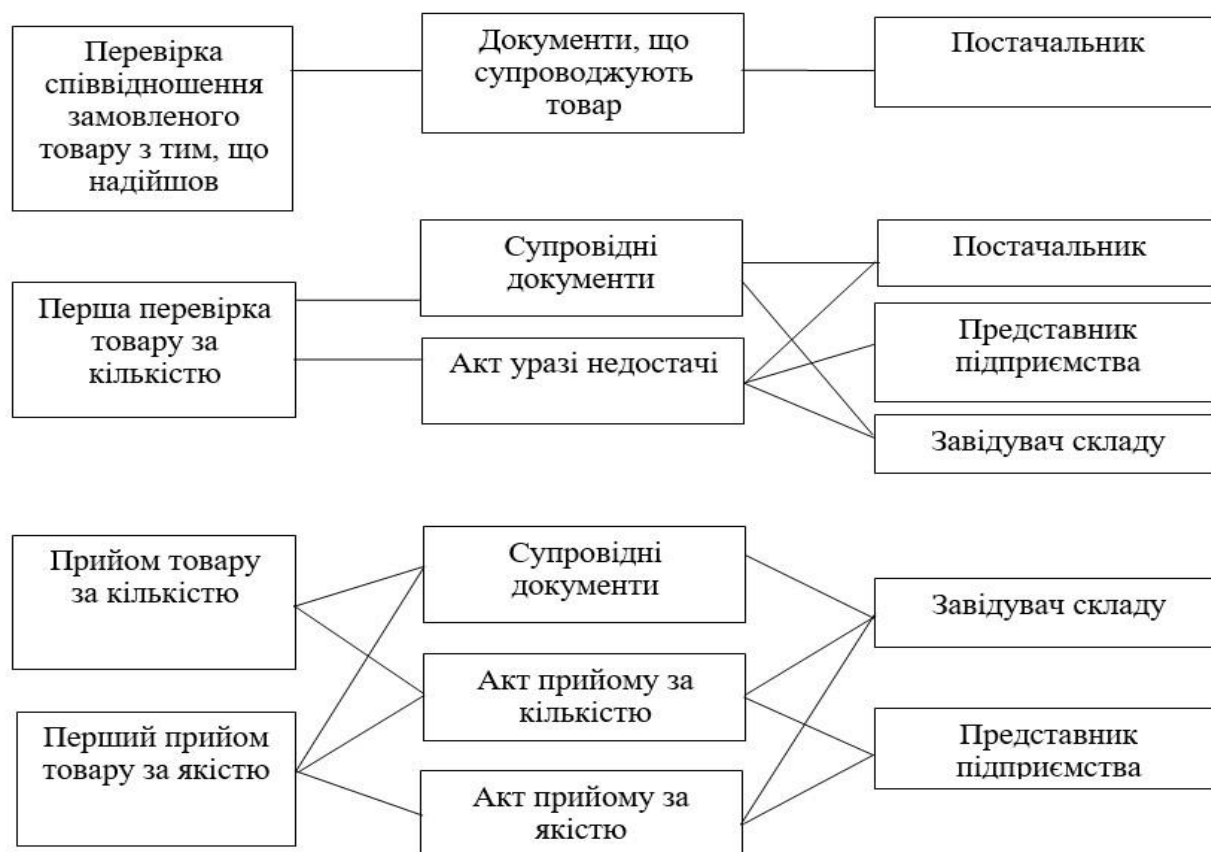 Перевірка
співвідношення
замовленого
товару з тим, що
надійшов
Документи, що
супроводжують
товар
Постачальник
Перша перевірка
товару за
кількістю
Супровідні
документи
Акт уразі недостачі
Постачальник
Представник
підприємства
Завідувач складу
Прийом товару
за кількістю
Перший прийом
товару за якістю
Супровідні
документи
Акт прийому за
кількістю
Акт прийому за
якістю
Завідувач складу
Представник
підприємства